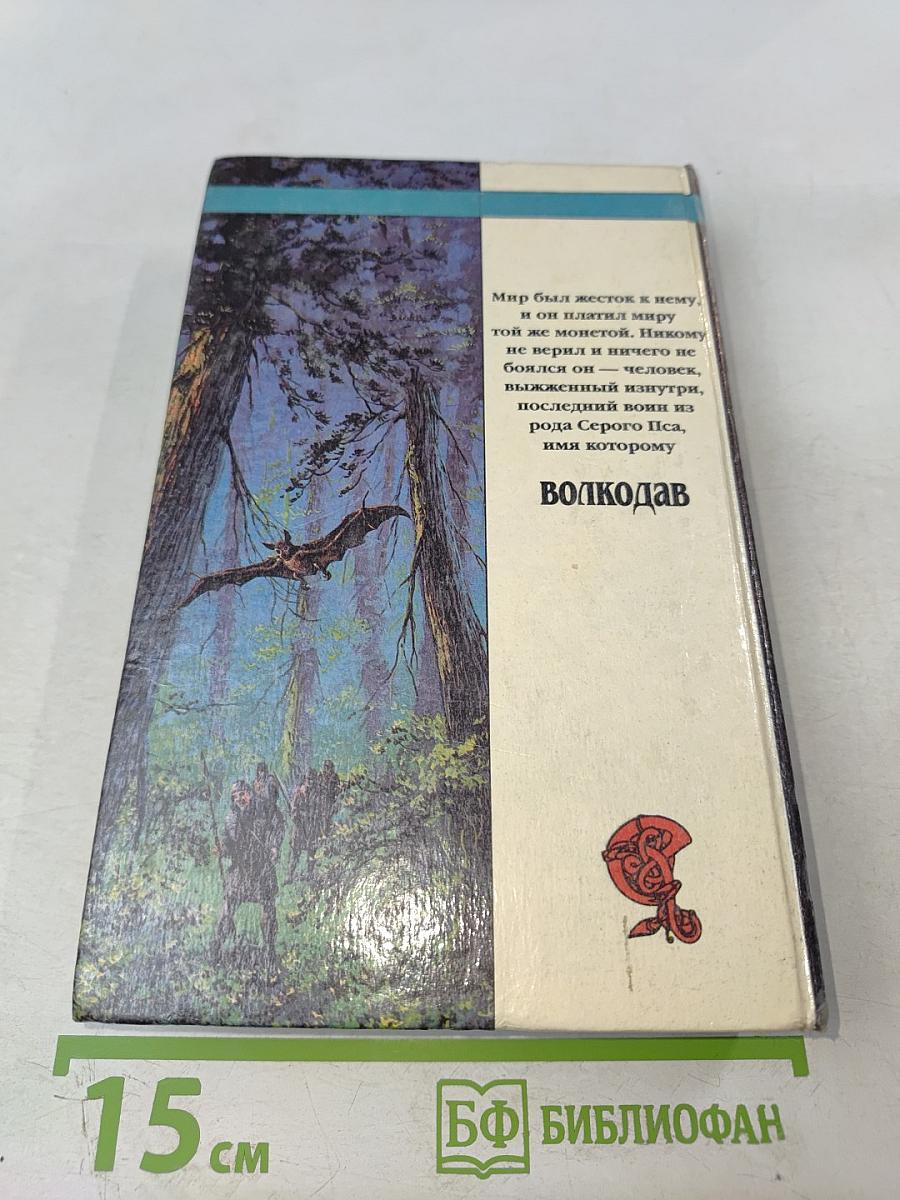 Мир был жесток к нему,
и он платил миру
той же монетой. Никому
не верил и ничего не
боялся он — человек,
выжженный изнутри,
последний воин из
рода Серого Пса,
имя которому
ВОЛКОДАВ
15 см
БФ БИБЛИОФАН